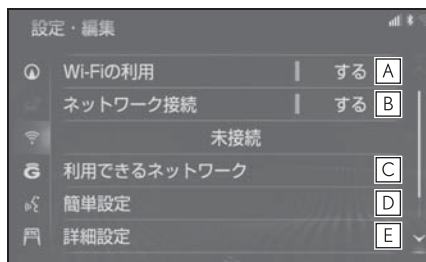 設定・編集
Wi-Fiの利用 する A
ネットワーク接続 する B
未接続
利用できるネットワーク C
簡単設定 D
詳細設定 E